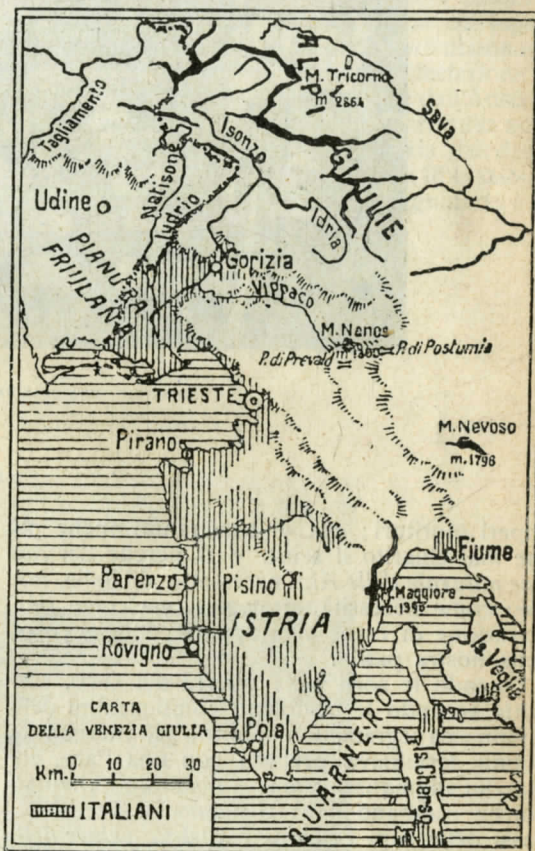 ALPI
GIULIE
M. Tricorno
m 2864
Sava
Tagliamento
Isonzo
Natisone
Iudrio
Idria
Udine
PIANURA
FRIULANA
Gorizia
Vippaco
M. Nanos
1300
P. di Prevald
P. di Postumia
TRIESTE
Pirano
M. Nevoso
m. 1796
Fiume
Parenzo
Pisino
M. Maggiore
m. 1396
ISTRIA
Rovigno
la Veglia
CARTA
DELLA VENEZIA GIULIA
Pola
QUARNERO
I. Cherso
Km. 0 10 20 30
ITALIANI